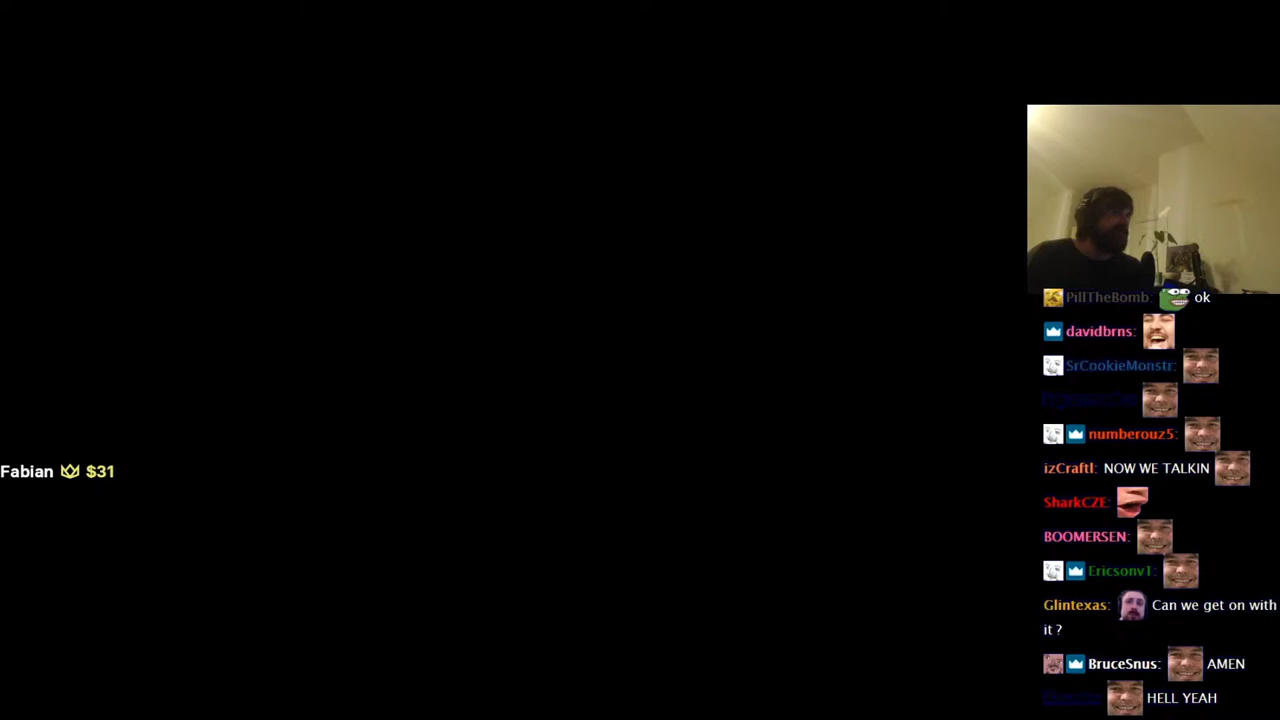 PillTheBomb: ok
davidbrns:
SrCookieMonstr:
numberouz5:
izCraftl: NOW WE TALKIN
Fabian $31
SharkCZE:
BOOMERSEN:
Ericsonv1:
Glintexas: Can we get on with
it ?
BruceSnus: AMEN
HELL YEAH